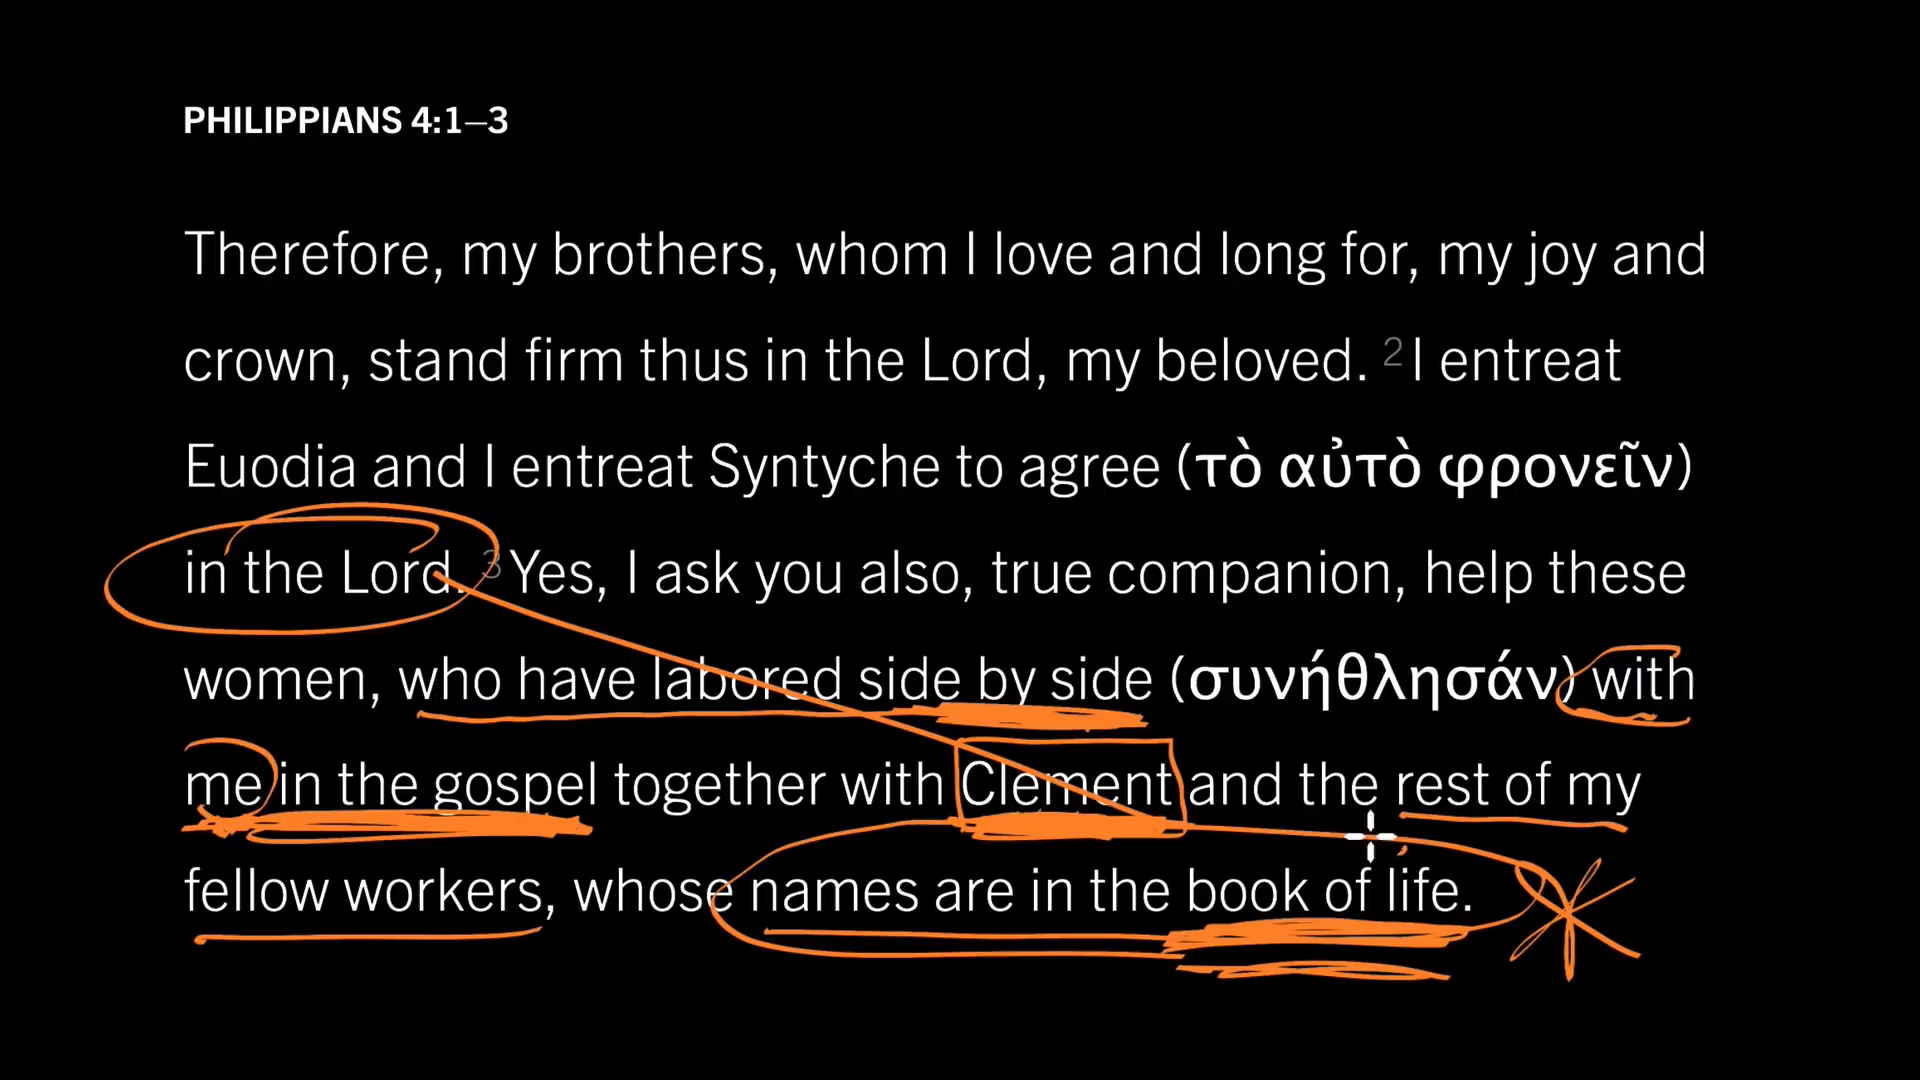 PHILIPPIANS 4:1–3
Therefore, my brothers, whom I love and long for, my joy and
crown, stand firm thus in the Lord, my beloved. 2 I entreat
Euodia and I entreat Syntyche to agree (τὸ αὐτὸ φρονεῖν)
in the Lord. 3 Yes, I ask you also, true companion, help these
women, who have labored side by side (συνήθλησάν) with
me in the gospel together with Clement and the rest of my
fellow workers, whose names are in the book of life.